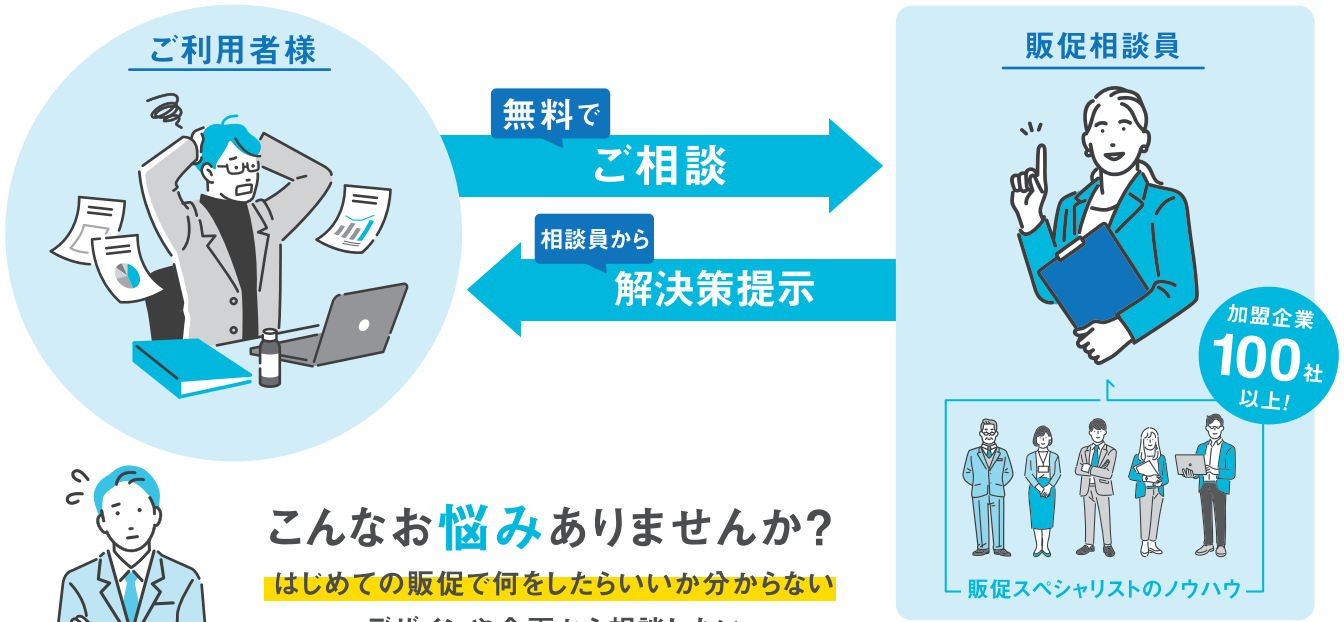 ご利用者様
無料で
ご相談
相談員から
解決策提示
販促相談員
加盟企業
100社
以上!
販促スペシャリストのノウハウ
こんなお悩みありませんか?
はじめての販促で何をしたらいいか分からない